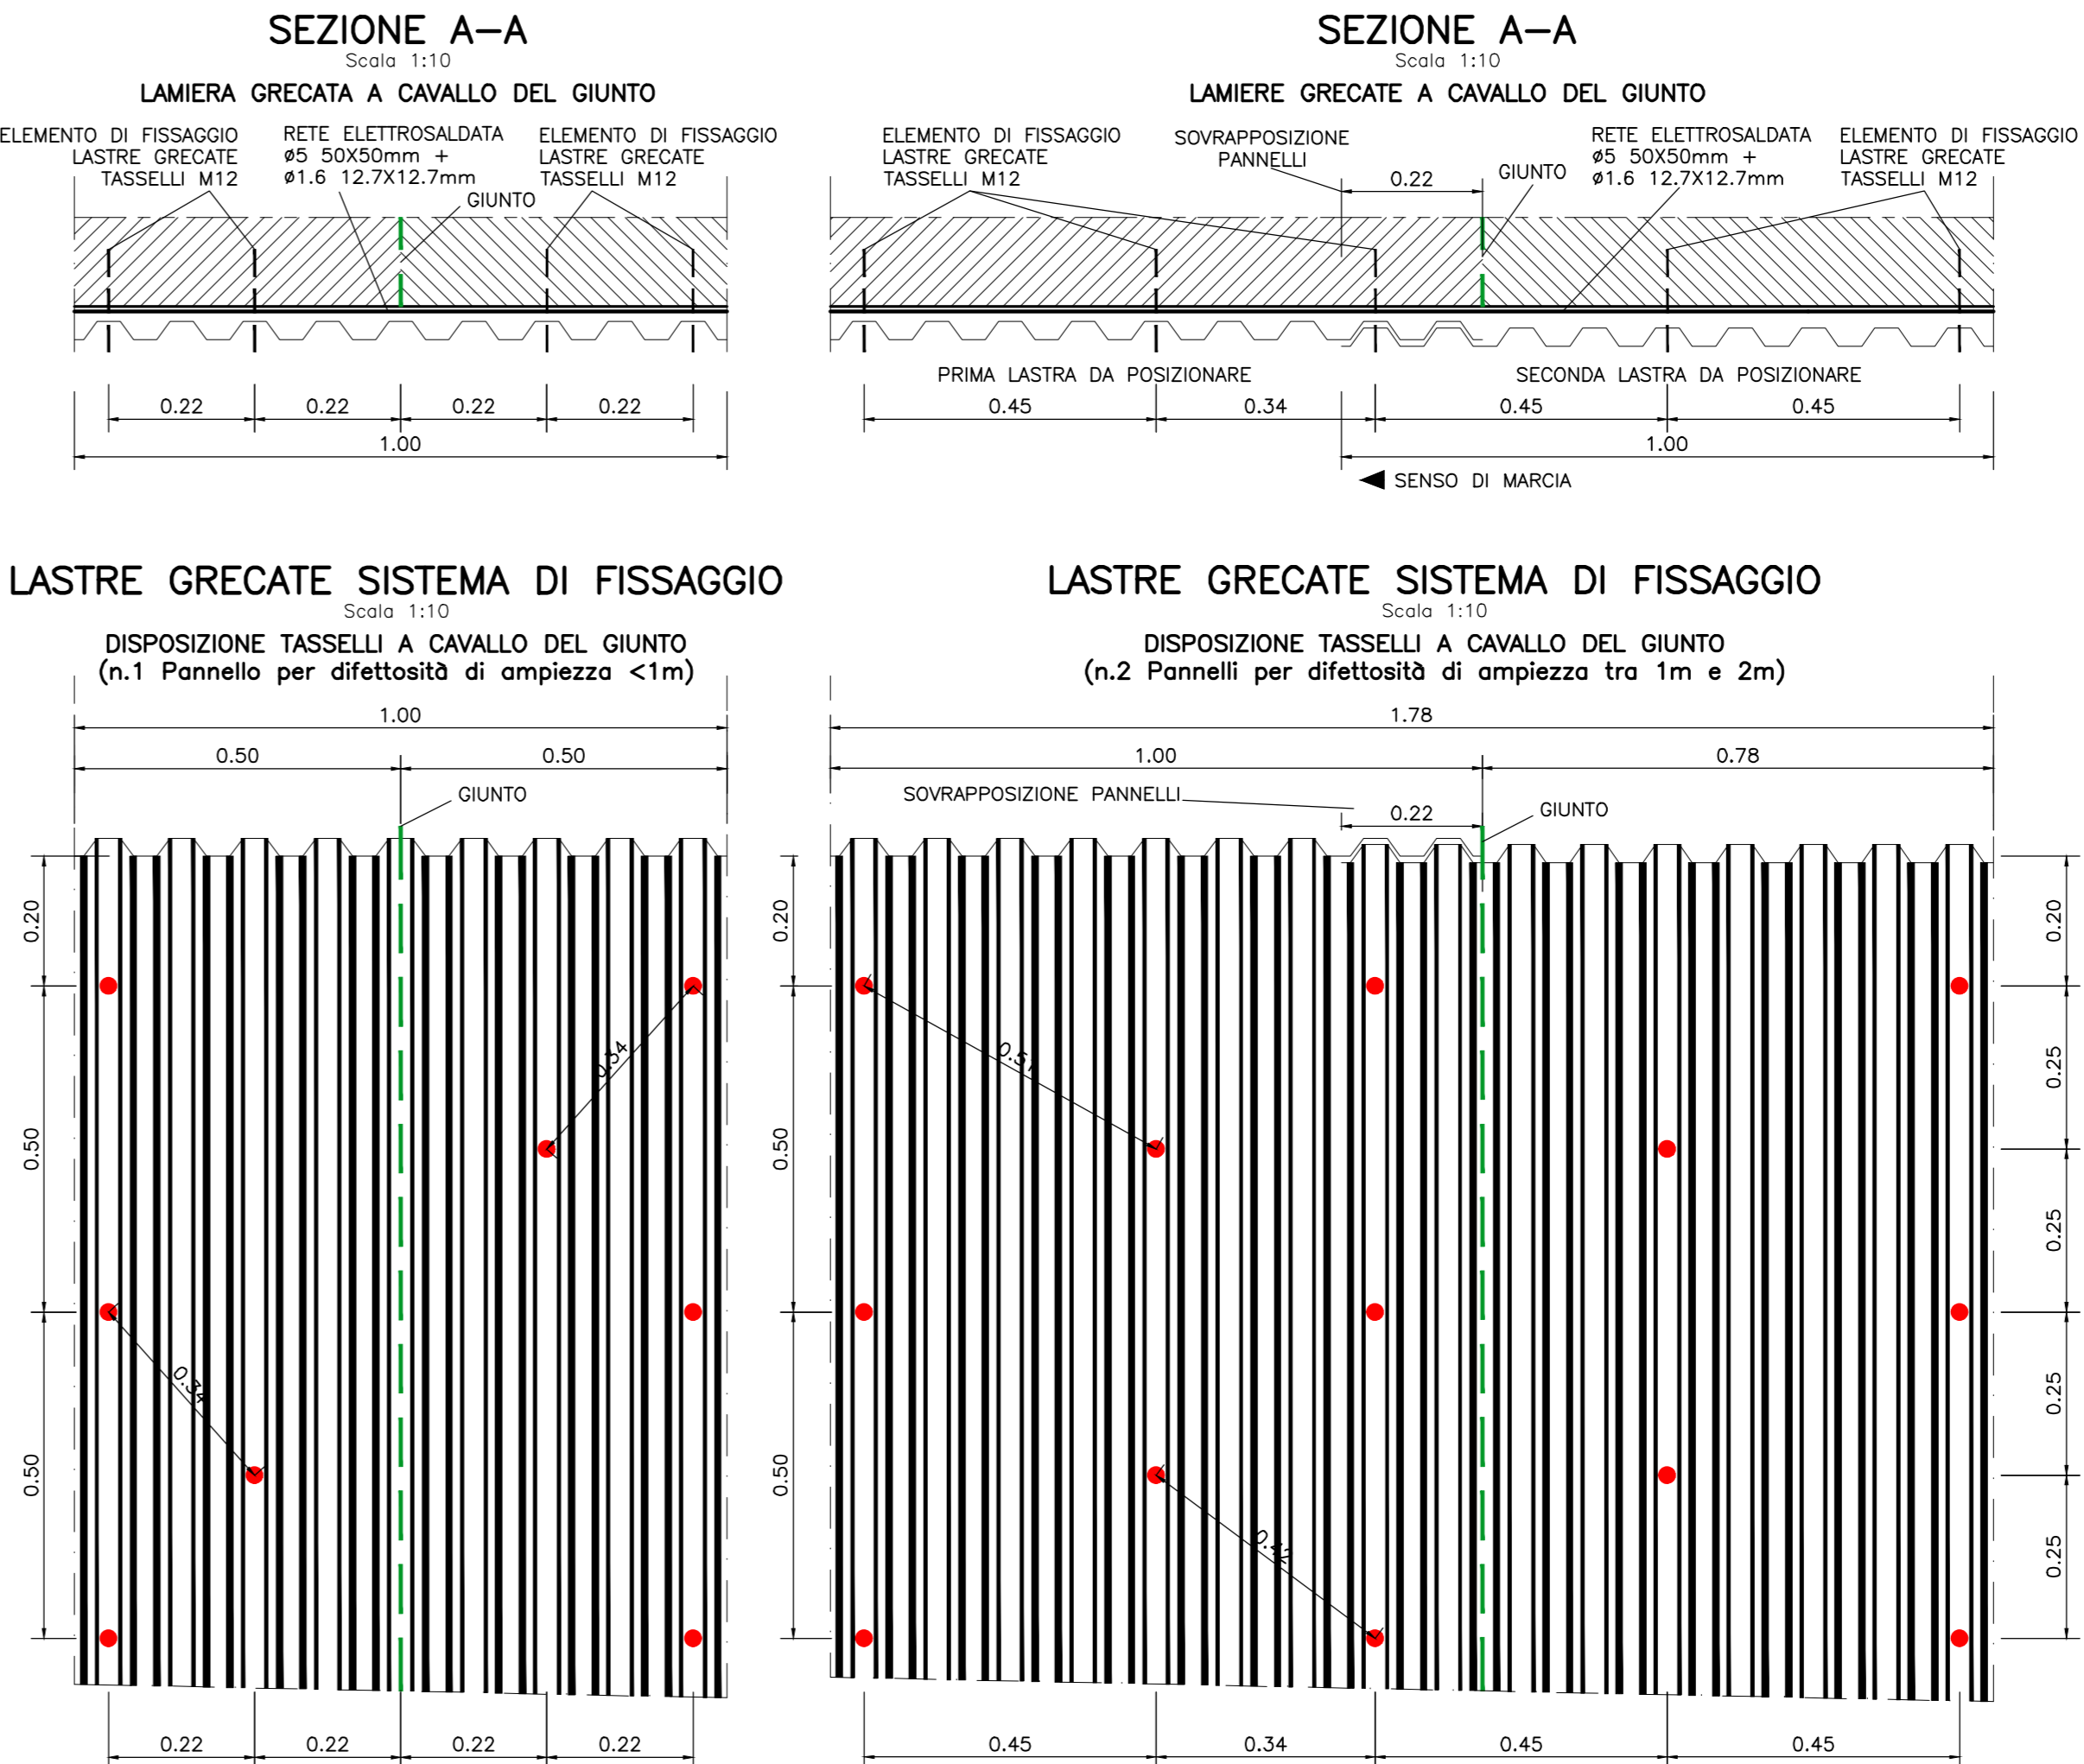 SEZIONE A-A
Scala 1:10
LAMIERA GRECATA A CAVALLO DEL GIUNTO
ELEMENTO DI FISSAGGIO
LASTRE GRECATE
TASSELLI M12
RETE ELETTROSALDATA
ø5 50X50mm +
ø1.6 12.7X12.7mm
ELEMENTO DI FISSAGGIO
LASTRE GRECATE
TASSELLI M12
GIUNTO
0.22 0.22 0.22 0.22
1.00
SEZIONE A-A
Scala 1:10
LAMIERE GRECATE A CAVALLO DEL GIUNTO
ELEMENTO DI FISSAGGIO
LASTRE GRECATE
TASSELLI M12
SOVRAPPOSIZIONE
PANNELLI
0.22
GIUNTO
RETE ELETTROSALDATA
ø5 50X50mm +
ø1.6 12.7X12.7mm
ELEMENTO DI FISSAGGIO
LASTRE GRECATE
TASSELLI M12
PRIMA LASTRA DA POSIZIONARE
SECONDA LASTRA DA POSIZIONARE
0.45 0.34 0.45 0.45
1.00
SENSO DI MARCIA
LASTRE GRECATE SISTEMA DI FISSAGGIO
Scala 1:10
DISPOSIZIONE TASSELLI A CAVALLO DEL GIUNTO
(n.1 Pannello per difettosità di ampiezza <1m)
1.00
0.50 0.50
GIUNTO
0.20
0.50
0.50
0.34
0.34
0.22 0.22 0.22 0.22
LASTRE GRECATE SISTEMA DI FISSAGGIO
Scala 1:10
DISPOSIZIONE TASSELLI A CAVALLO DEL GIUNTO
(n.2 Pannelli per difettosità di ampiezza tra 1m e 2m)
1.78
1.00 0.78
SOVRAPPOSIZIONE PANNELLI
0.22
GIUNTO
0.20
0.50
0.50
0.51
0.42
0.20
0.25
0.25
0.25
0.25
0.45 0.34 0.45 0.45